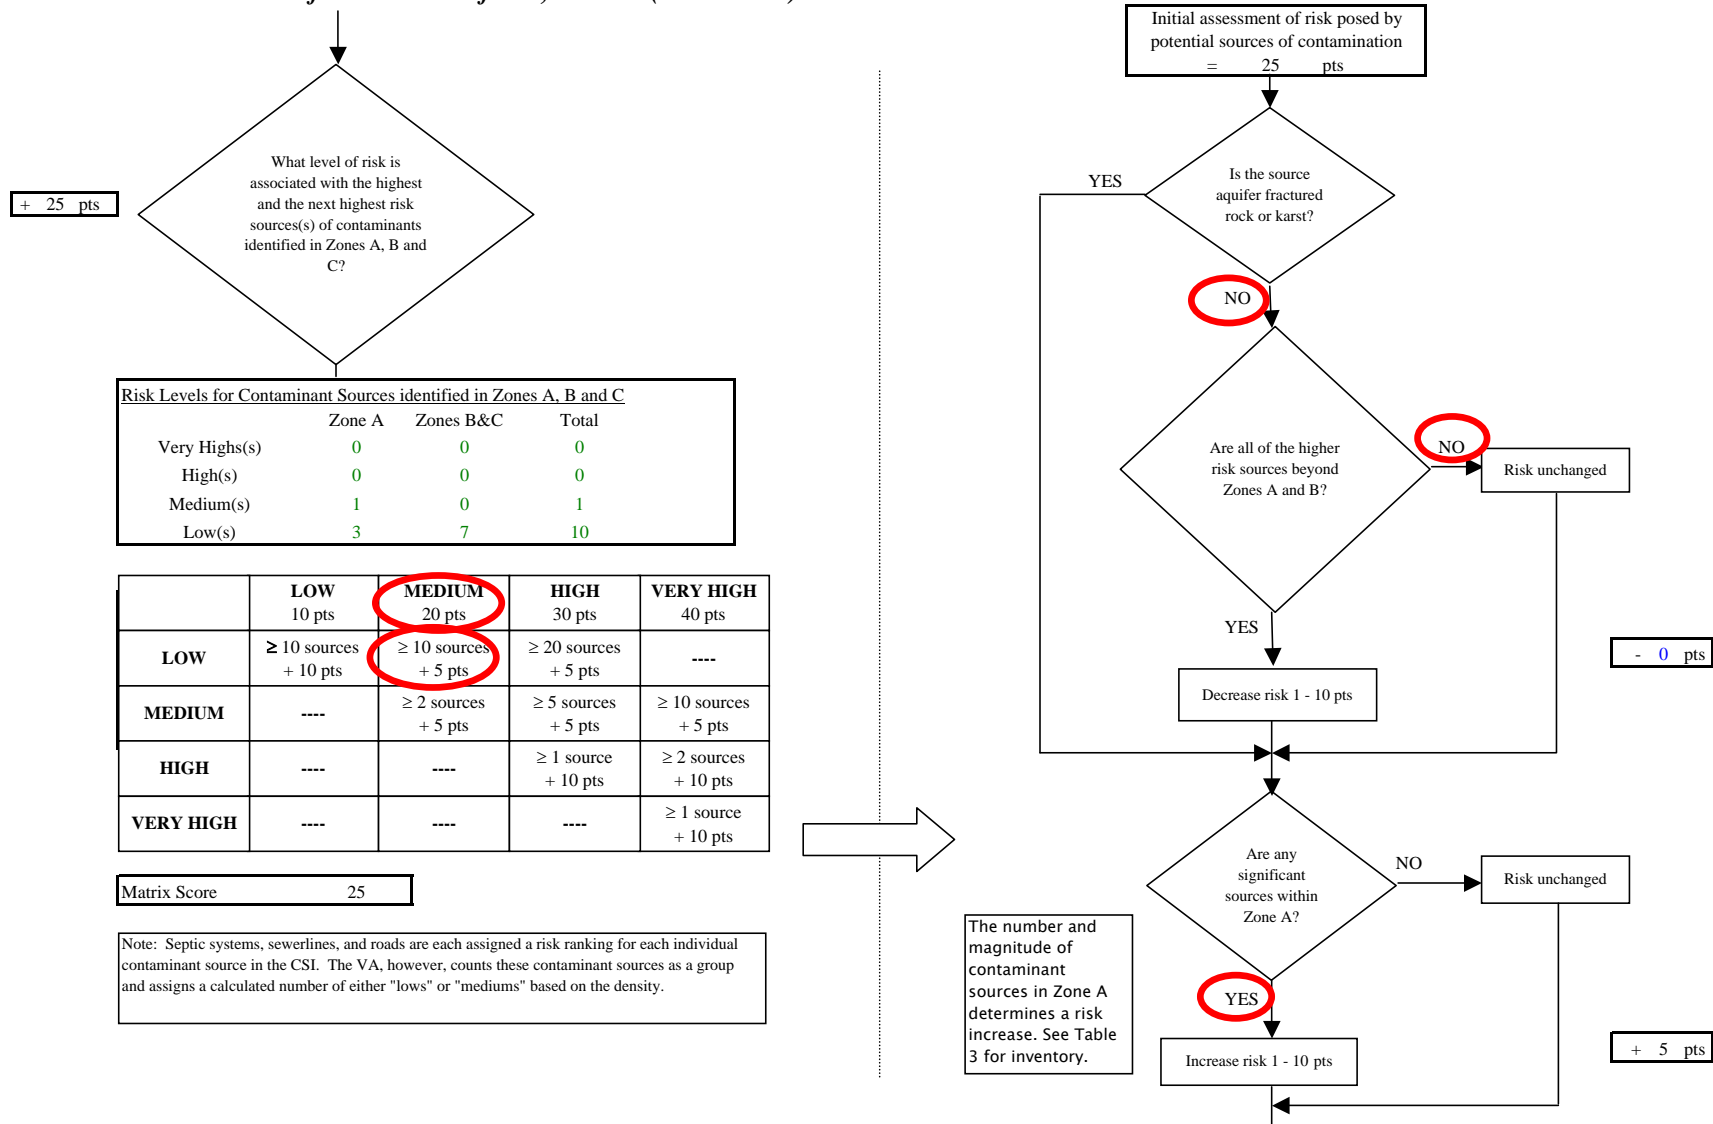 What level of risk is
associated with the highest
and the next highest risk
sources(s) of contaminants
identified in Zones A, B and
C?
+ 25 pts
Risk Levels for Contaminant Sources identified in Zones A, B and C
Zone A Zones B&C Total
Very Highs(s) 0 0 0
High(s) 0 0 0
Medium(s) 1 0 1
Low(s) 3 7 10
LOW MEDIUM HIGH VERY HIGH
10 pts 20 pts 30 pts 40 pts
LOW ≥ 10 sources ≥ 10 sources ≥ 20 sources ----
+ 10 pts + 5 pts + 5 pts
MEDIUM ---- ≥ 2 sources ≥ 5 sources ≥ 10 sources
+ 5 pts + 5 pts + 5 pts
HIGH ---- ---- ≥ 1 source ≥ 2 sources
+ 10 pts + 10 pts
VERY HIGH ---- ---- ---- ≥ 1 source
+ 10 pts
Matrix Score 25
Note: Septic systems, sewerlines, and roads are each assigned a risk ranking for each individual
contaminant source in the CSI. The VA, however, counts these contaminant sources as a group
and assigns a calculated number of either "lows" or "mediums" based on the density.
Initial assessment of risk posed by
potential sources of contamination
= 25 pts
Is the source
aquifer fractured
rock or karst?
YES
NO
Are all of the higher
risk sources beyond
Zones A and B?
NO
Risk unchanged
YES
Decrease risk 1 - 10 pts
- 0 pts
Are any
significant
sources within
Zone A?
NO
Risk unchanged
The number and
magnitude of
contaminant
sources in Zone A
determines a risk
increase. See Table
3 for inventory.
YES
Increase risk 1 - 10 pts
+ 5 pts